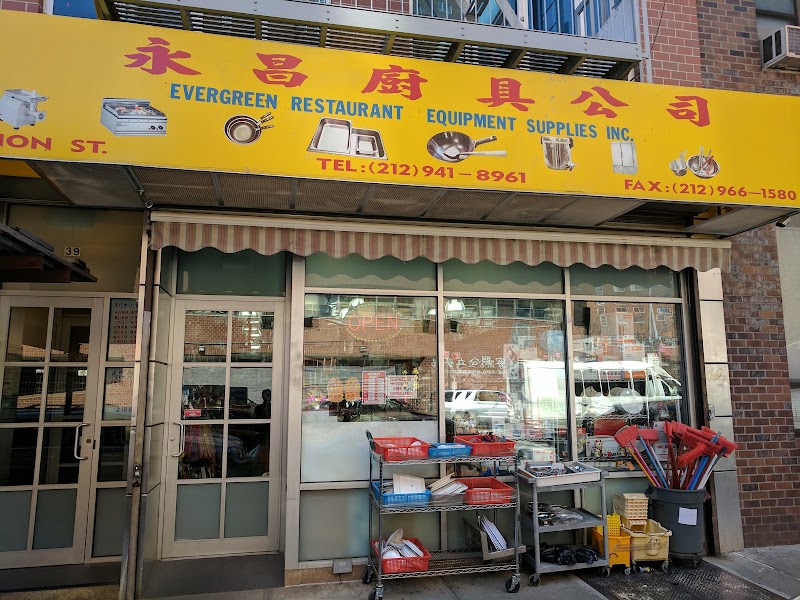 永昌厨具公司
EVERGREEN RESTAURANT EQUIPMENT SUPPLIES INC.
ION ST.
TEL:(212)941-8961
FAX:(212)966-1580
39
OPEN